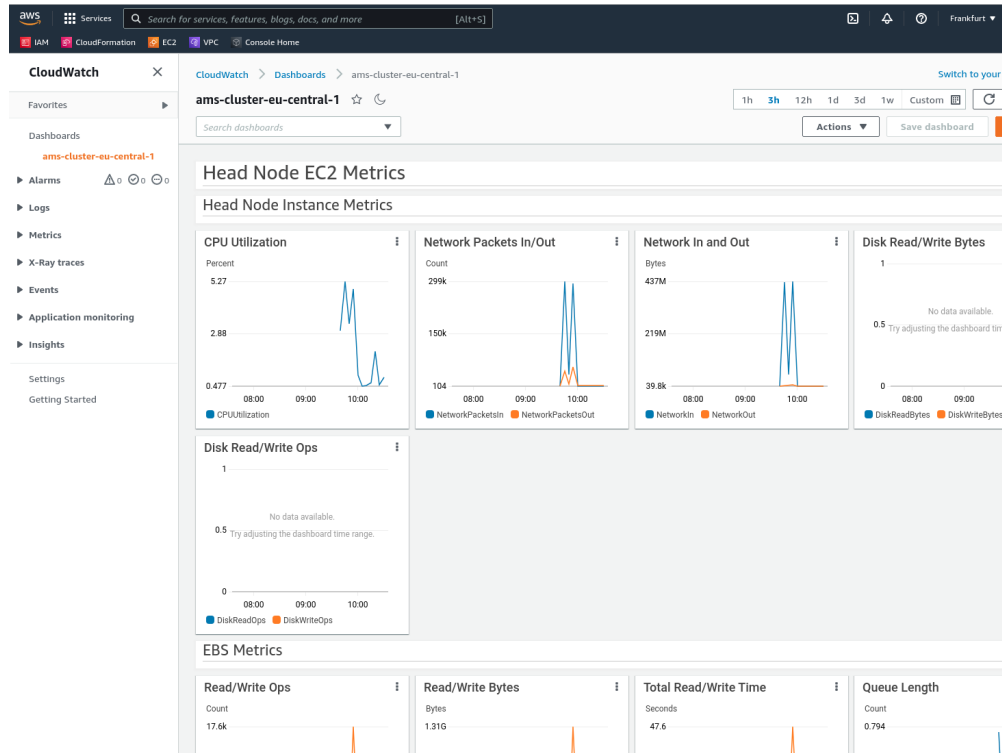 aws Services Search for services, features, blogs, docs, and more [Alt+S] Frankfurt
IAM CloudFormation EC2 VPC Console Home
CloudWatch
Favorites
Dashboards
ams-cluster-eu-central-1
Alarms 0 0 0
Logs
Metrics
X-Ray traces
Events
Application monitoring
Insights
Settings
Getting Started
CloudWatch Dashboards ams-cluster-eu-central-1
Switch to your
ams-cluster-eu-central-1
1h 3h 12h 1d 3d 1w Custom
Search dashboards
Actions Save dashboard
Head Node EC2 Metrics
Head Node Instance Metrics
CPU Utilization
Percent
5.27
2.88
0.477
08:00 09:00 10:00
CPUUtilization
Network Packets In/Out
Count
299k
150k
104
08:00 09:00 10:00
NetworkPacketsIn NetworkPacketsOut
Network In and Out
Bytes
437M
219M
39.8k
08:00 09:00 10:00
NetworkIn NetworkOut
Disk Read/Write Bytes
1
No data available.
0.5
Try adjusting the dashboard tim
0
08:00 09:00
DiskReadBytes DiskWriteBytes
Disk Read/Write Ops
1
No data available.
0.5
Try adjusting the dashboard time range.
0
08:00 09:00 10:00
DiskReadOps DiskWriteOps
EBS Metrics
Read/Write Ops
Count
17.6k
Read/Write Bytes
Bytes
1.31G
Total Read/Write Time
Seconds
47.6
Queue Length
Count
0.794